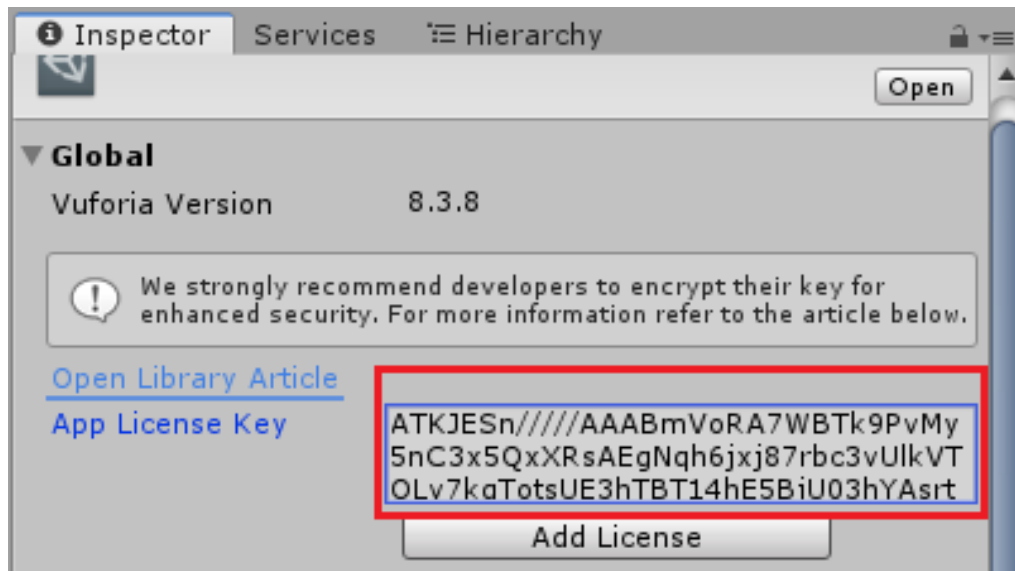 Inspector Services Hierarchy
Open
Global
Vuforia Version 8.3.8
We strongly recommend developers to encrypt their key for
enhanced security. For more information refer to the article below.
Open Library Article
App License Key
ATKJESn/////AAABmVoRA7WBTk9PvMy
5nC3x5QxXRsAEgNqh6jxj87rbc3vUlkVT
OLv7kqTotsUE3hTBT14hE5BiU03hYAsrt
Add License